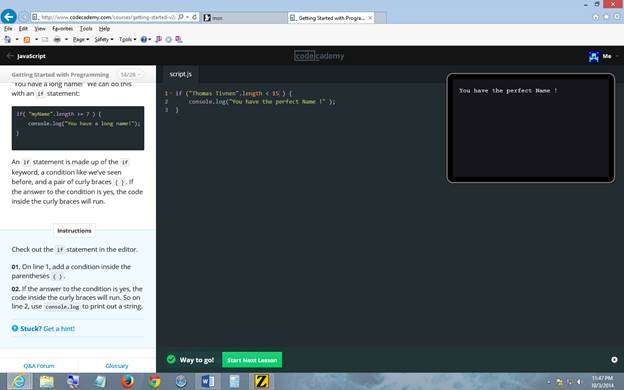 http://www.codecademy.com/courses/getting-started-v2/
Getting Started with Progra...
File Edit View Favorites Tools Help
Page Safety Tools
JavaScript
codecademy
Me
Getting Started with Programming
14/28
script.js
"You have a long name!" We can do this
with an if statement:
if( "myName".length >= 7 ) {
console.log("You have a long name!");
}
An if statement is made up of the if
keyword, a condition like we've seen
before, and a pair of curly braces { }. If
the answer to the condition is yes, the code
inside the curly braces will run.
Instructions
Check out the if statement in the editor.
01. On line 1, add a condition inside the
parentheses ( ).
02. If the answer to the condition is yes, the
code inside the curly braces will run. So on
line 2, use console.log to print out a string.
Stuck? Get a hint!
Q&A Forum Glossary
1 if ("Thomas Tivnen".length < 15 ) {
2 console.log("You have the perfect Name !" );
3 }
You have the perfect Name !
Way to go! Start Next Lesson
11:47 PM
10/3/2014